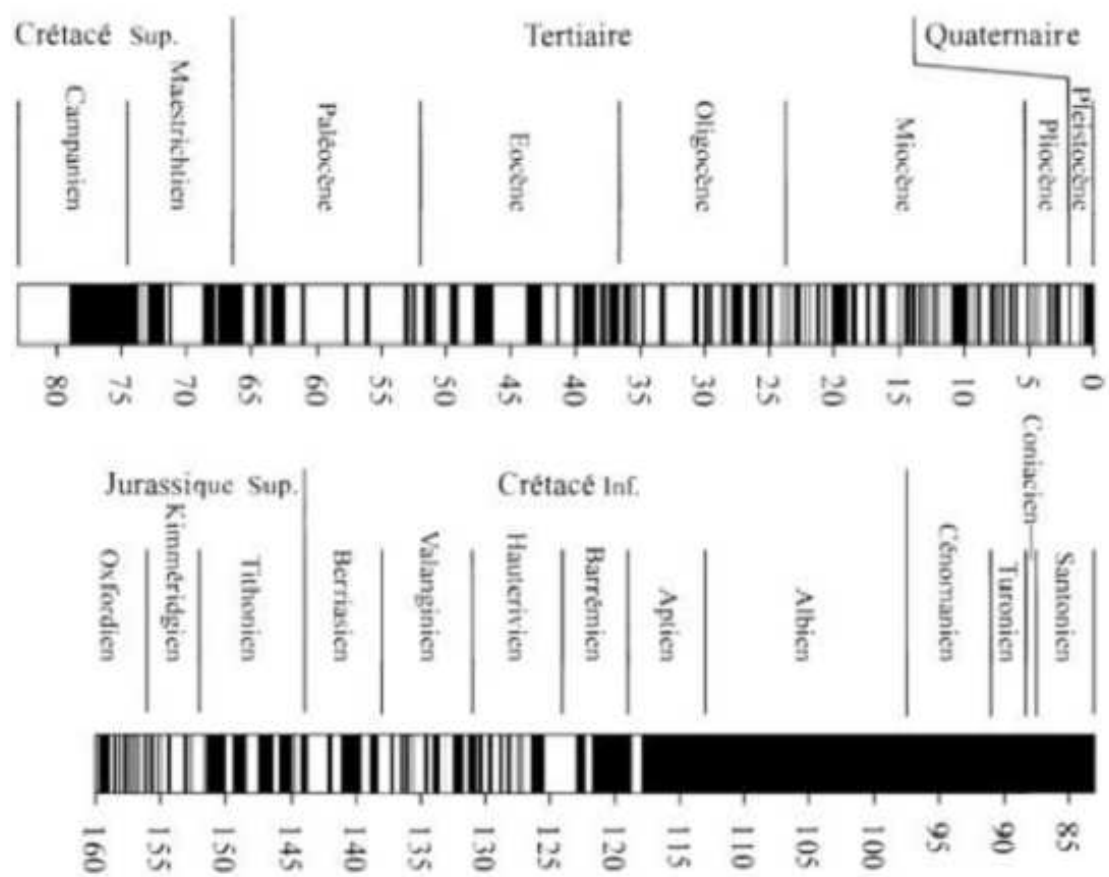 Crétacé Sup. Tertiaire Quaternaire
Campanien
Maestrichtien
Paléocène
Eocène
Oligocène
Miocène
Pliocène
Pleistocène
80 75 70 65 60 55 50 45 40 35 30 25 20 15 10 5 0
Jurassique Sup. Crétacé Inf.
Oxfordien
Kimméridgien
Tithonien
Berriasien
Valanginien
Hauterivien
Barrémien
Aptien
Albien
Cénomanien
Turonien
Coniacien
Santonien
160 155 150 145 140 135 130 125 120 115 110 105 100 95 90 85